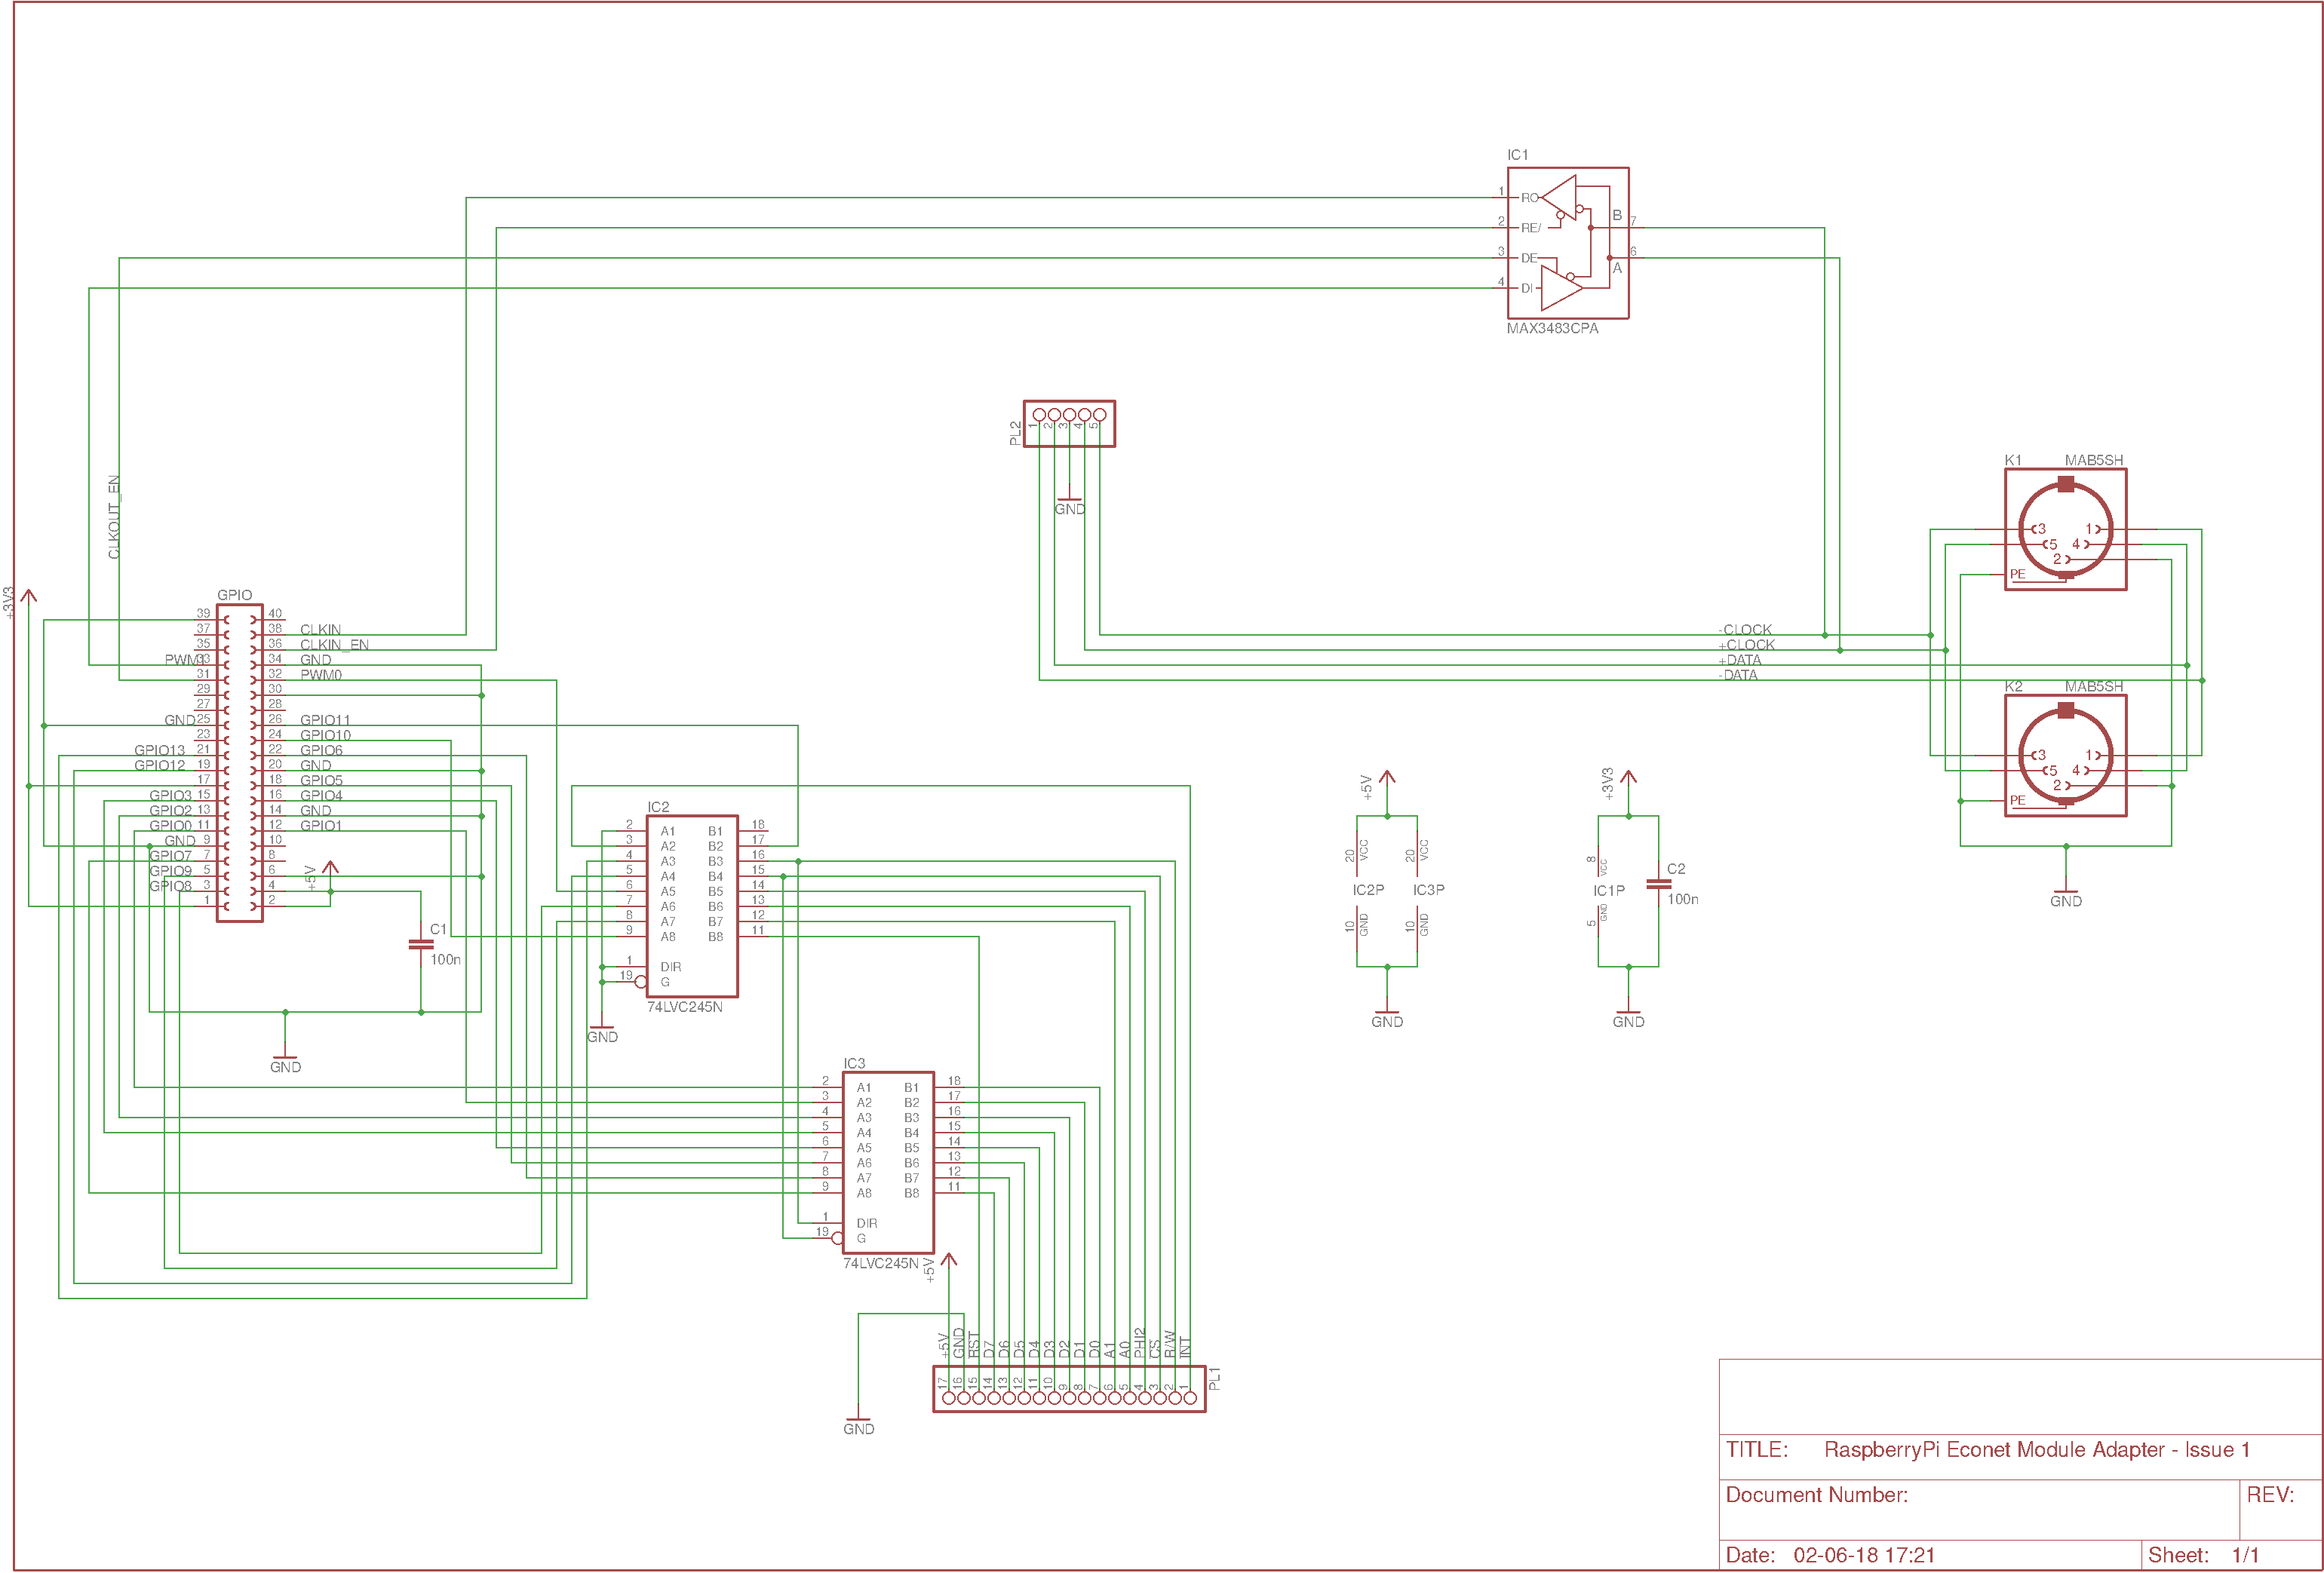 IC1
1 RO
2 RE/
3 DE
4 DI
B 7
A 6
MAX3483CPA
PL2
1 2 3 4 5
GND
K1 MAB5SH
3 1
5 4
2
PE
CLKOUT_EN
+3V3
GPIO
39 40
37 38 CLKIN
35 36 CLKIN_EN
PWM1 33 34 GND
31 32 PWM0
29 30
27 28
GND 25 26 GPIO11
23 24 GPIO10
GPIO13 21 22 GPIO6
GPIO12 19 20 GND
17 18 GPIO5
GPIO3 15 16 GPIO4
GPIO2 13 14 GND
GPIO0 11 12 GPIO1
GND 9 10
GPIO7 7 8
GPIO9 5 6
GPIO8 3 4
1 2
+5V
C1
100n
GND
-CLOCK
+CLOCK
+DATA
-DATA
K2 MAB5SH
3 1
5 4
2
PE
GND
IC2
2 A1 B1 18
3 A2 B2 17
4 A3 B3 16
5 A4 B4 15
6 A5 B5 14
7 A6 B6 13
8 A7 B7 12
9 A8 B8 11
1 DIR
19 G
74LVC245N
GND
+5V
20 VCC 20 VCC
IC2P IC3P
10 GND 10 GND
GND
+3V3
8 VCC
IC1P
5 GND
C2
100n
GND
IC3
2 A1 B1 18
3 A2 B2 17
4 A3 B3 16
5 A4 B4 15
6 A5 B5 14
7 A6 B6 13
8 A7 B7 12
9 A8 B8 11
1 DIR
19 G
74LVC245N
+5V
+5V GND RST D7 D6 D5 D4 D3 D2 D1 D0 A1 A0 PHI2 CS R/W INT
17 16 15 14 13 12 11 10 9 8 7 6 5 4 3 2 1
PL1
GND
TITLE: RaspberryPi Econet Module Adapter - Issue 1
Document Number:
REV:
Date: 02-06-18 17:21
Sheet: 1/1